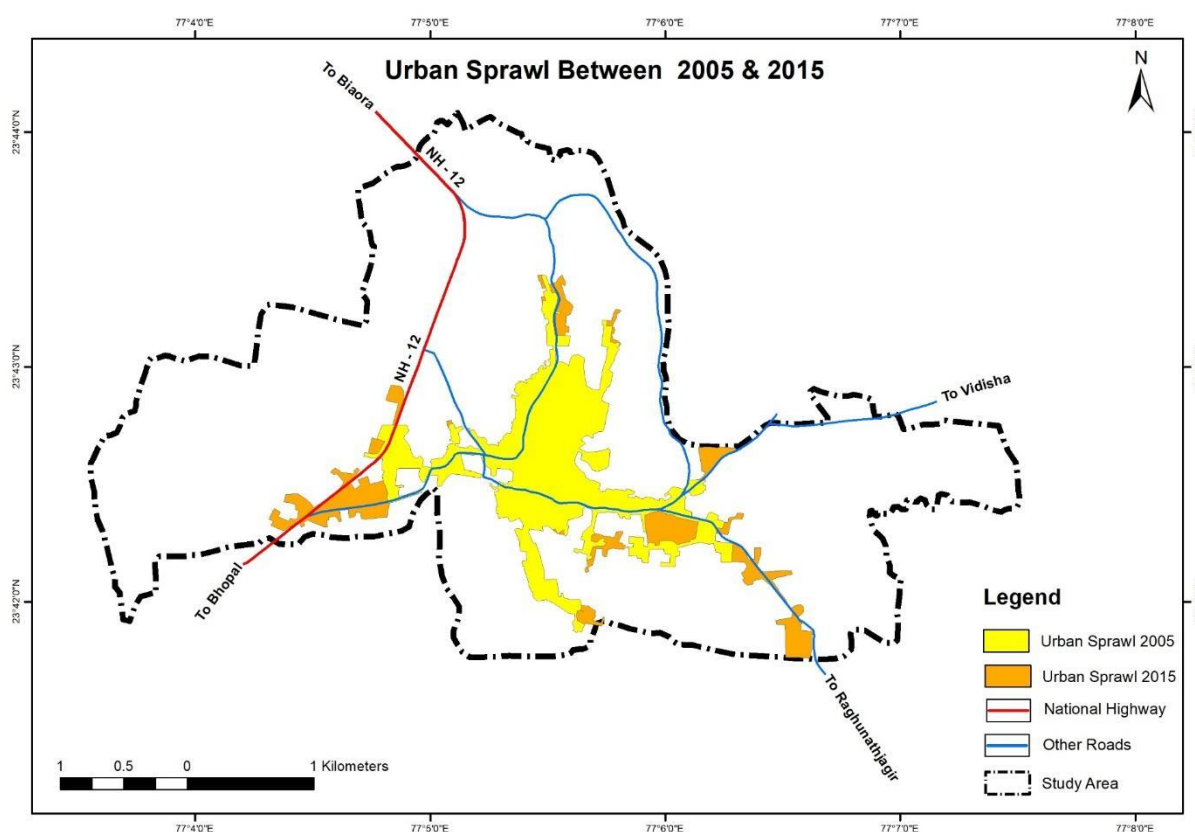 77°4'0"E
77°5'0"E
77°6'0"E
77°7'0"E
77°8'0"E
Urban Sprawl Between 2005 & 2015
N
To Biaora
23°44'0"N
NH - 12
NH - 12
23°43'0"N
To Vidisha
23°42'0"N
To Bhopal
To Raghunathjagir
Legend
Urban Sprawl 2005
Urban Sprawl 2015
National Highway
Other Roads
Study Area
1 0.5 0 1 Kilometers
77°4'0"E
77°5'0"E
77°6'0"E
77°7'0"E
77°8'0"E